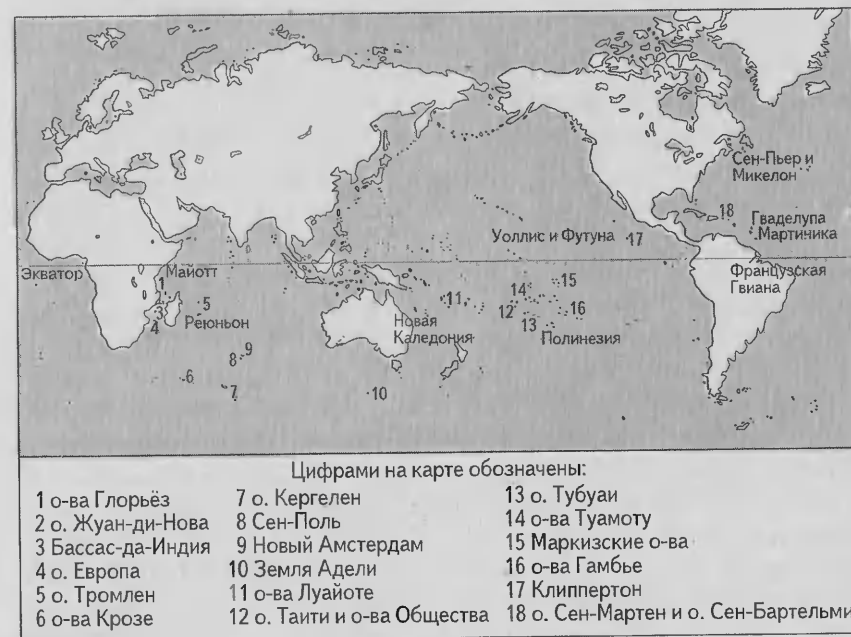 Сен-Пьер и
Микелон
18
Гваделупа
Мартиника
Уоллис и Футуна
17
Экватор
Майотт
Французская
Гвиана
1
3
4
5
Реюньон
14
15
11
12
16
13
Новая
Каледония
Полинезия
8
9
6
7
10
Цифрами на карте обозначены:
1 о-ва Глорьёз
2 о. Жуан-ди-Нова
3 Бассас-да-Индия
4 о. Европа
5 о. Тромлен
6 о-ва Крозе
7 о. Кергелен
8 Сен-Поль
9 Новый Амстердам
10 Земля Адели
11 о-ва Луайоте
12 о. Таити и о-ва Общества
13 о. Тубуаи
14 о-ва Туамоту
15 Маркизские о-ва
16 о-ва Гамбье
17 Клиппертон
18 о. Сен-Мартен и о. Сен-Бартельми